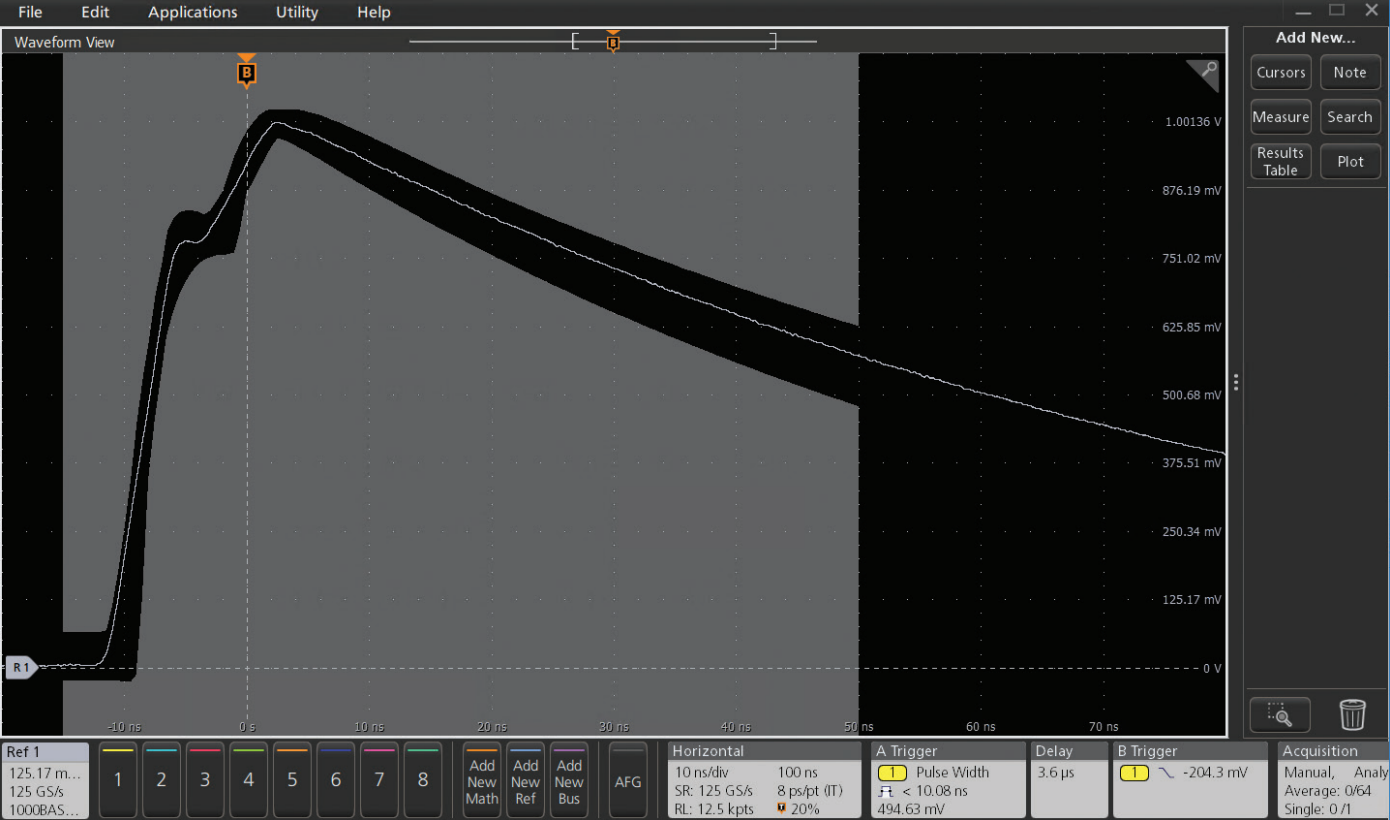 File Edit Applications Utility Help
Waveform View
B
B
1.00136 V
876.19 mV
751.02 mV
625.85 mV
500.68 mV
375.51 mV
250.34 mV
125.17 mV
0 V
R 1
-10 ns 0 s 10 ns 20 ns 30 ns 40 ns 50 ns 60 ns 70 ns
Add New...
Cursors Note
Measure Search
Results
Table
Plot
Ref 1
125.17 m...
125 GS/s
1000BAS...
1 2 3 4 5 6 7 8
Add
New
Math
Add
New
Ref
Add
New
Bus
AFG
Horizontal
10 ns/div 100 ns
SR: 125 GS/s 8 ps/pt (IT)
RL: 12.5 kpts T 20%
A Trigger
1 Pulse Width
< 10.08 ns
494.63 mV
Delay
3.6 µs
B Trigger
1 -204.3 mV
Acquisition
Manual, Analy
Average: 0/64
Single: 0 /1